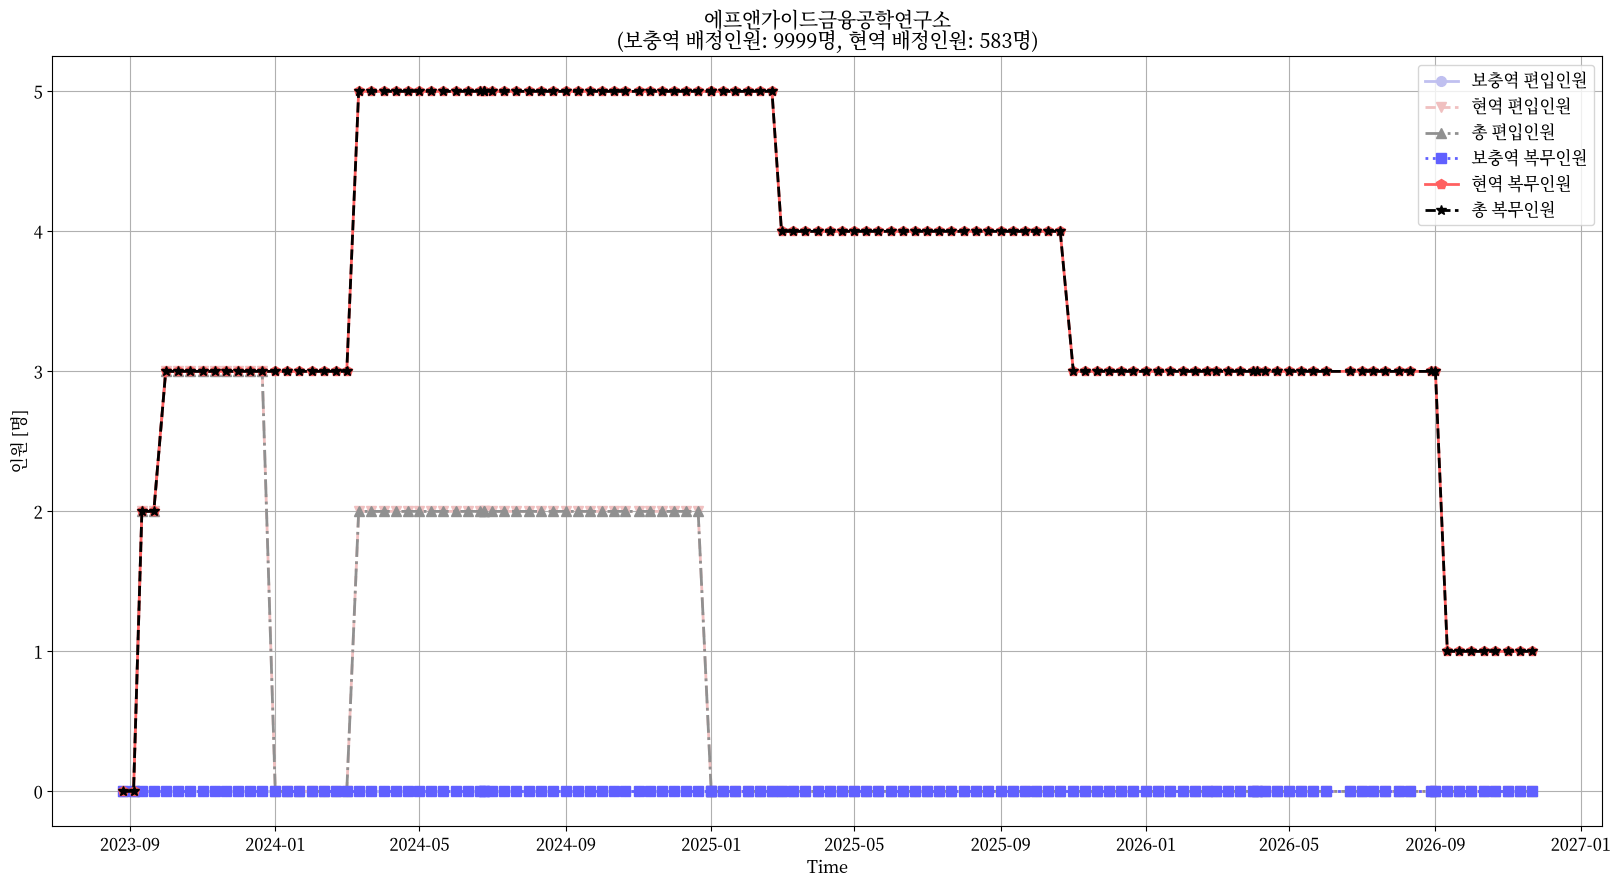 에프앤가이드금융공학연구소
(보충역 배정인원: 9999명, 현역 배정인원: 583명)
보충역 편입인원
현역 편입인원
총 편입인원
보충역 복무인원
현역 복무인원
총 복무인원
인원 [명]
5
4
3
2
1
0
2023-09
2024-01
2024-05
2024-09
2025-01
2025-05
2025-09
2026-01
2026-05
2026-09
2027-01
Time